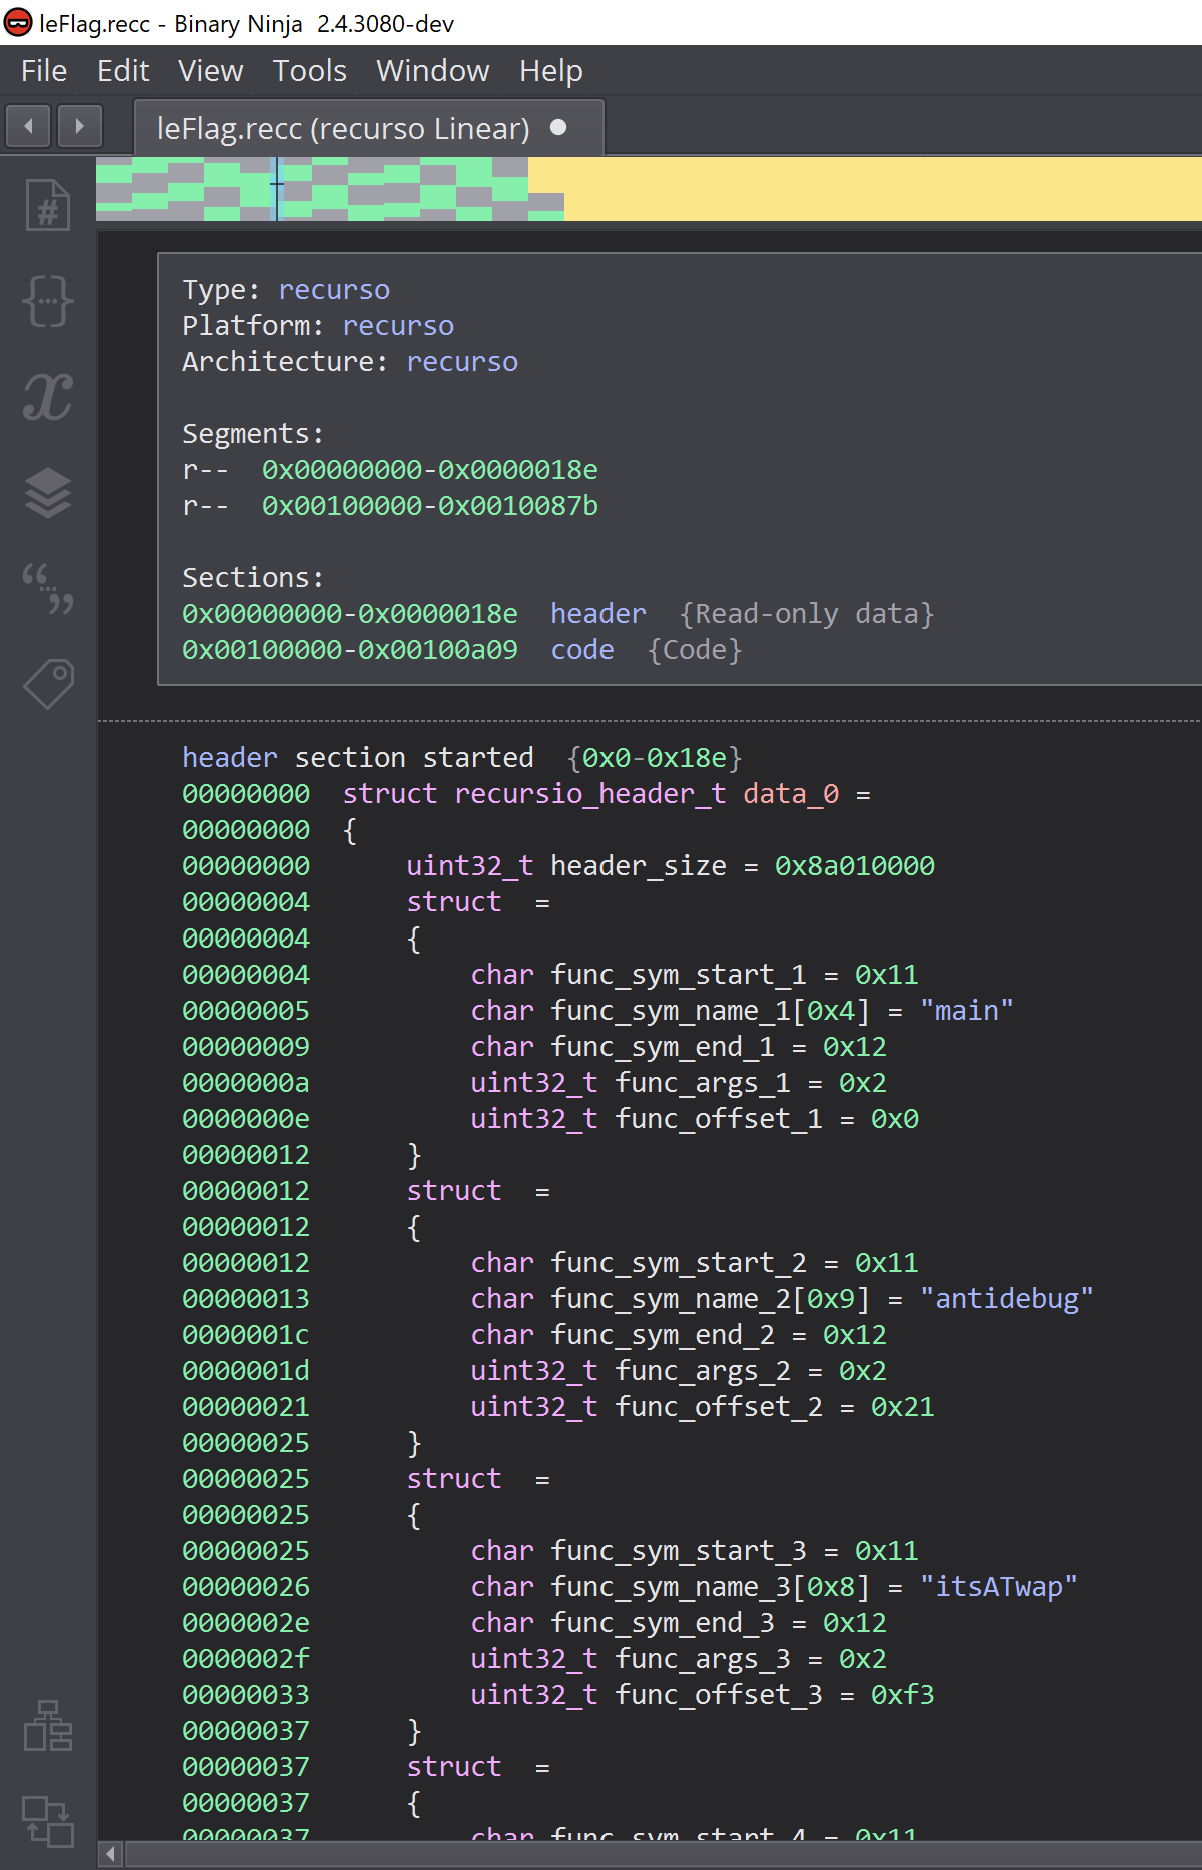 leFlag.recc - Binary Ninja 2.4.3080-dev
File Edit View Tools Window Help
leFlag.recc (recurso Linear)
Type: recurso
Platform: recurso
Architecture: recurso
Segments:
r-- 0x00000000-0x0000018e
r-- 0x00100000-0x0010087b
Sections:
0x00000000-0x0000018e header {Read-only data}
0x00100000-0x00100a09 code {Code}
header section started {0x0-0x18e}
00000000 struct recursio_header_t data_0 =
00000000 {
00000000 uint32_t header_size = 0x8a010000
00000004 struct =
00000004 {
00000004 char func_sym_start_1 = 0x11
00000005 char func_sym_name_1[0x4] = "main"
00000009 char func_sym_end_1 = 0x12
0000000a uint32_t func_args_1 = 0x2
0000000e uint32_t func_offset_1 = 0x0
00000012 }
00000012 struct =
00000012 {
00000012 char func_sym_start_2 = 0x11
00000013 char func_sym_name_2[0x9] = "antidebug"
0000001c char func_sym_end_2 = 0x12
0000001d uint32_t func_args_2 = 0x2
00000021 uint32_t func_offset_2 = 0x21
00000025 }
00000025 struct =
00000025 {
00000025 char func_sym_start_3 = 0x11
00000026 char func_sym_name_3[0x8] = "itsATwap"
0000002e char func_sym_end_3 = 0x12
0000002f uint32_t func_args_3 = 0x2
00000033 uint32_t func_offset_3 = 0xf3
00000037 }
00000037 struct =
00000037 {
00000037 char func_sym_start_4 = 0x11